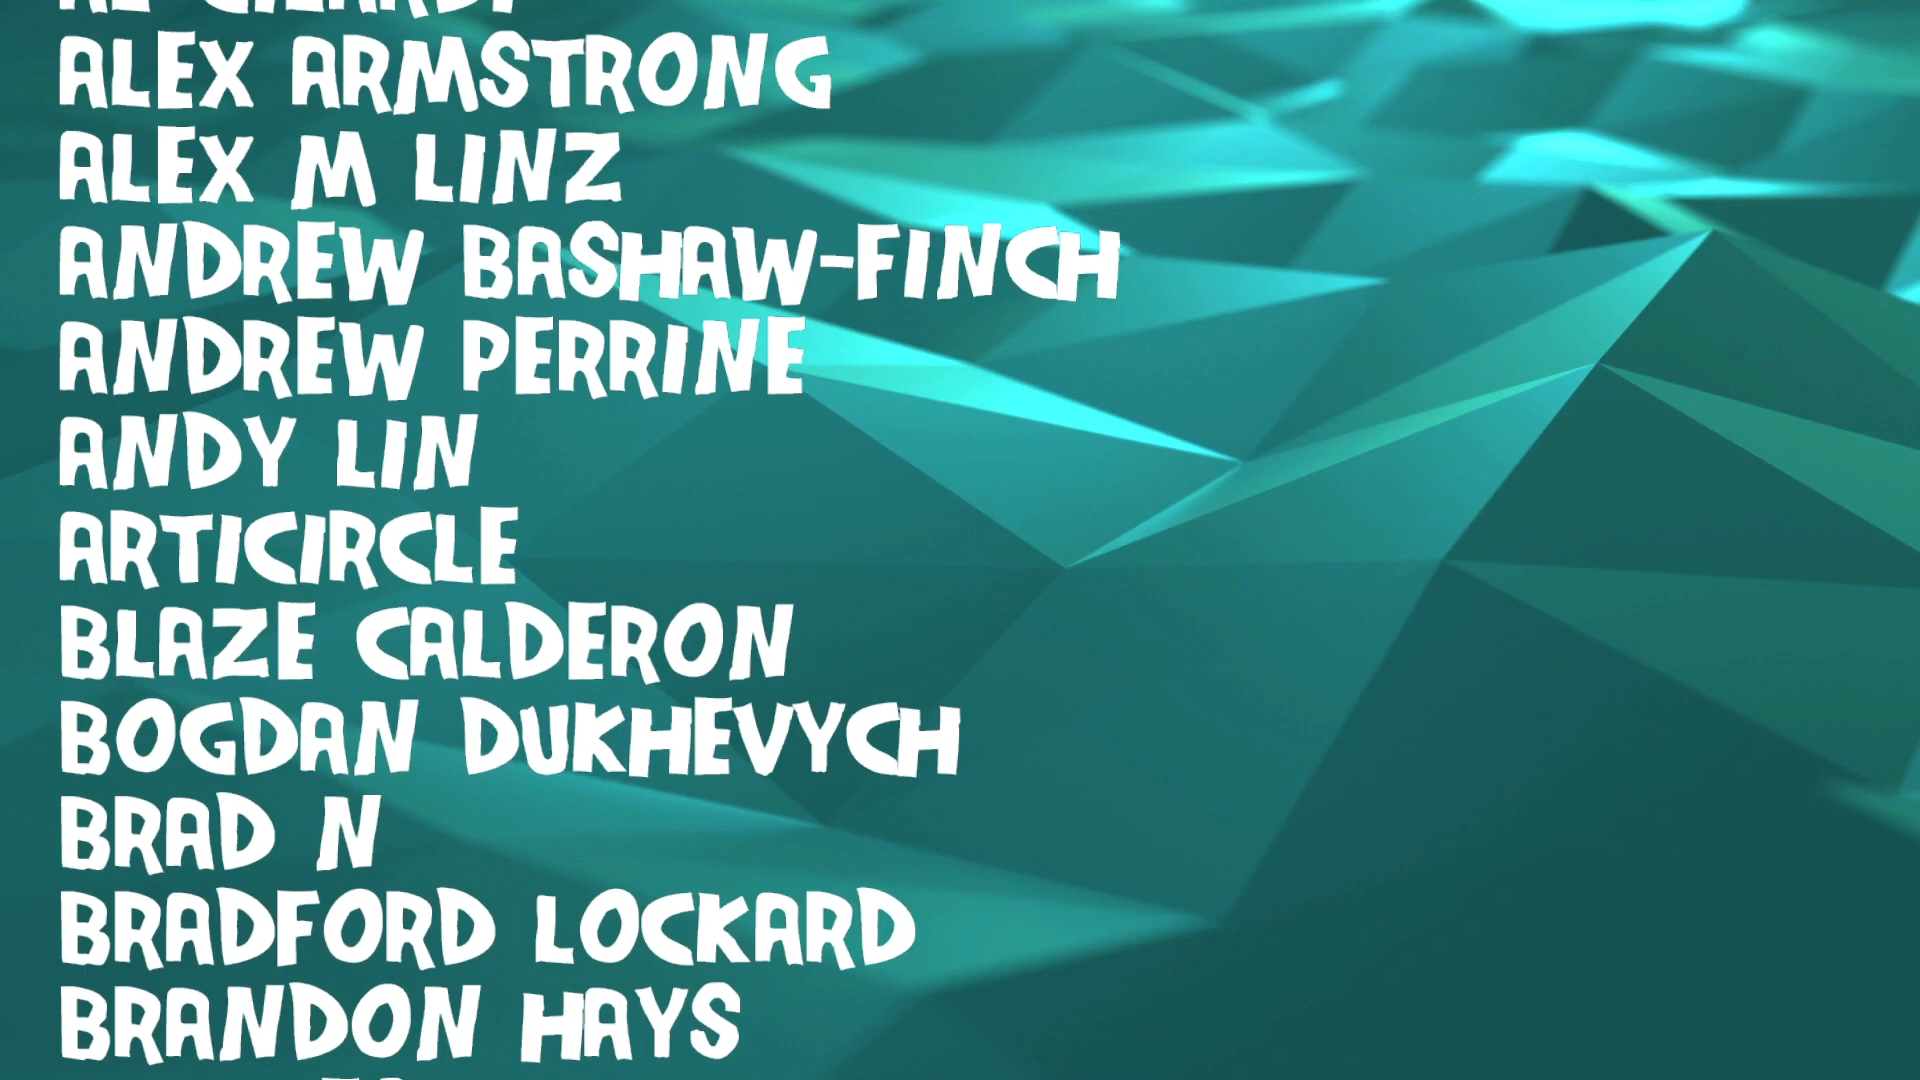 ALEX ARMSTRONG
ALEX M LINZ
ANDREW BASHAW-FINCH
ANDREW PERRINE
ANDY LIN
ARTICIRCLE
BLAZE CALDERON
BOGDAN DUKHEVYCH
BRAD N
BRADFORD LOCKARD
BRANDON HAYS